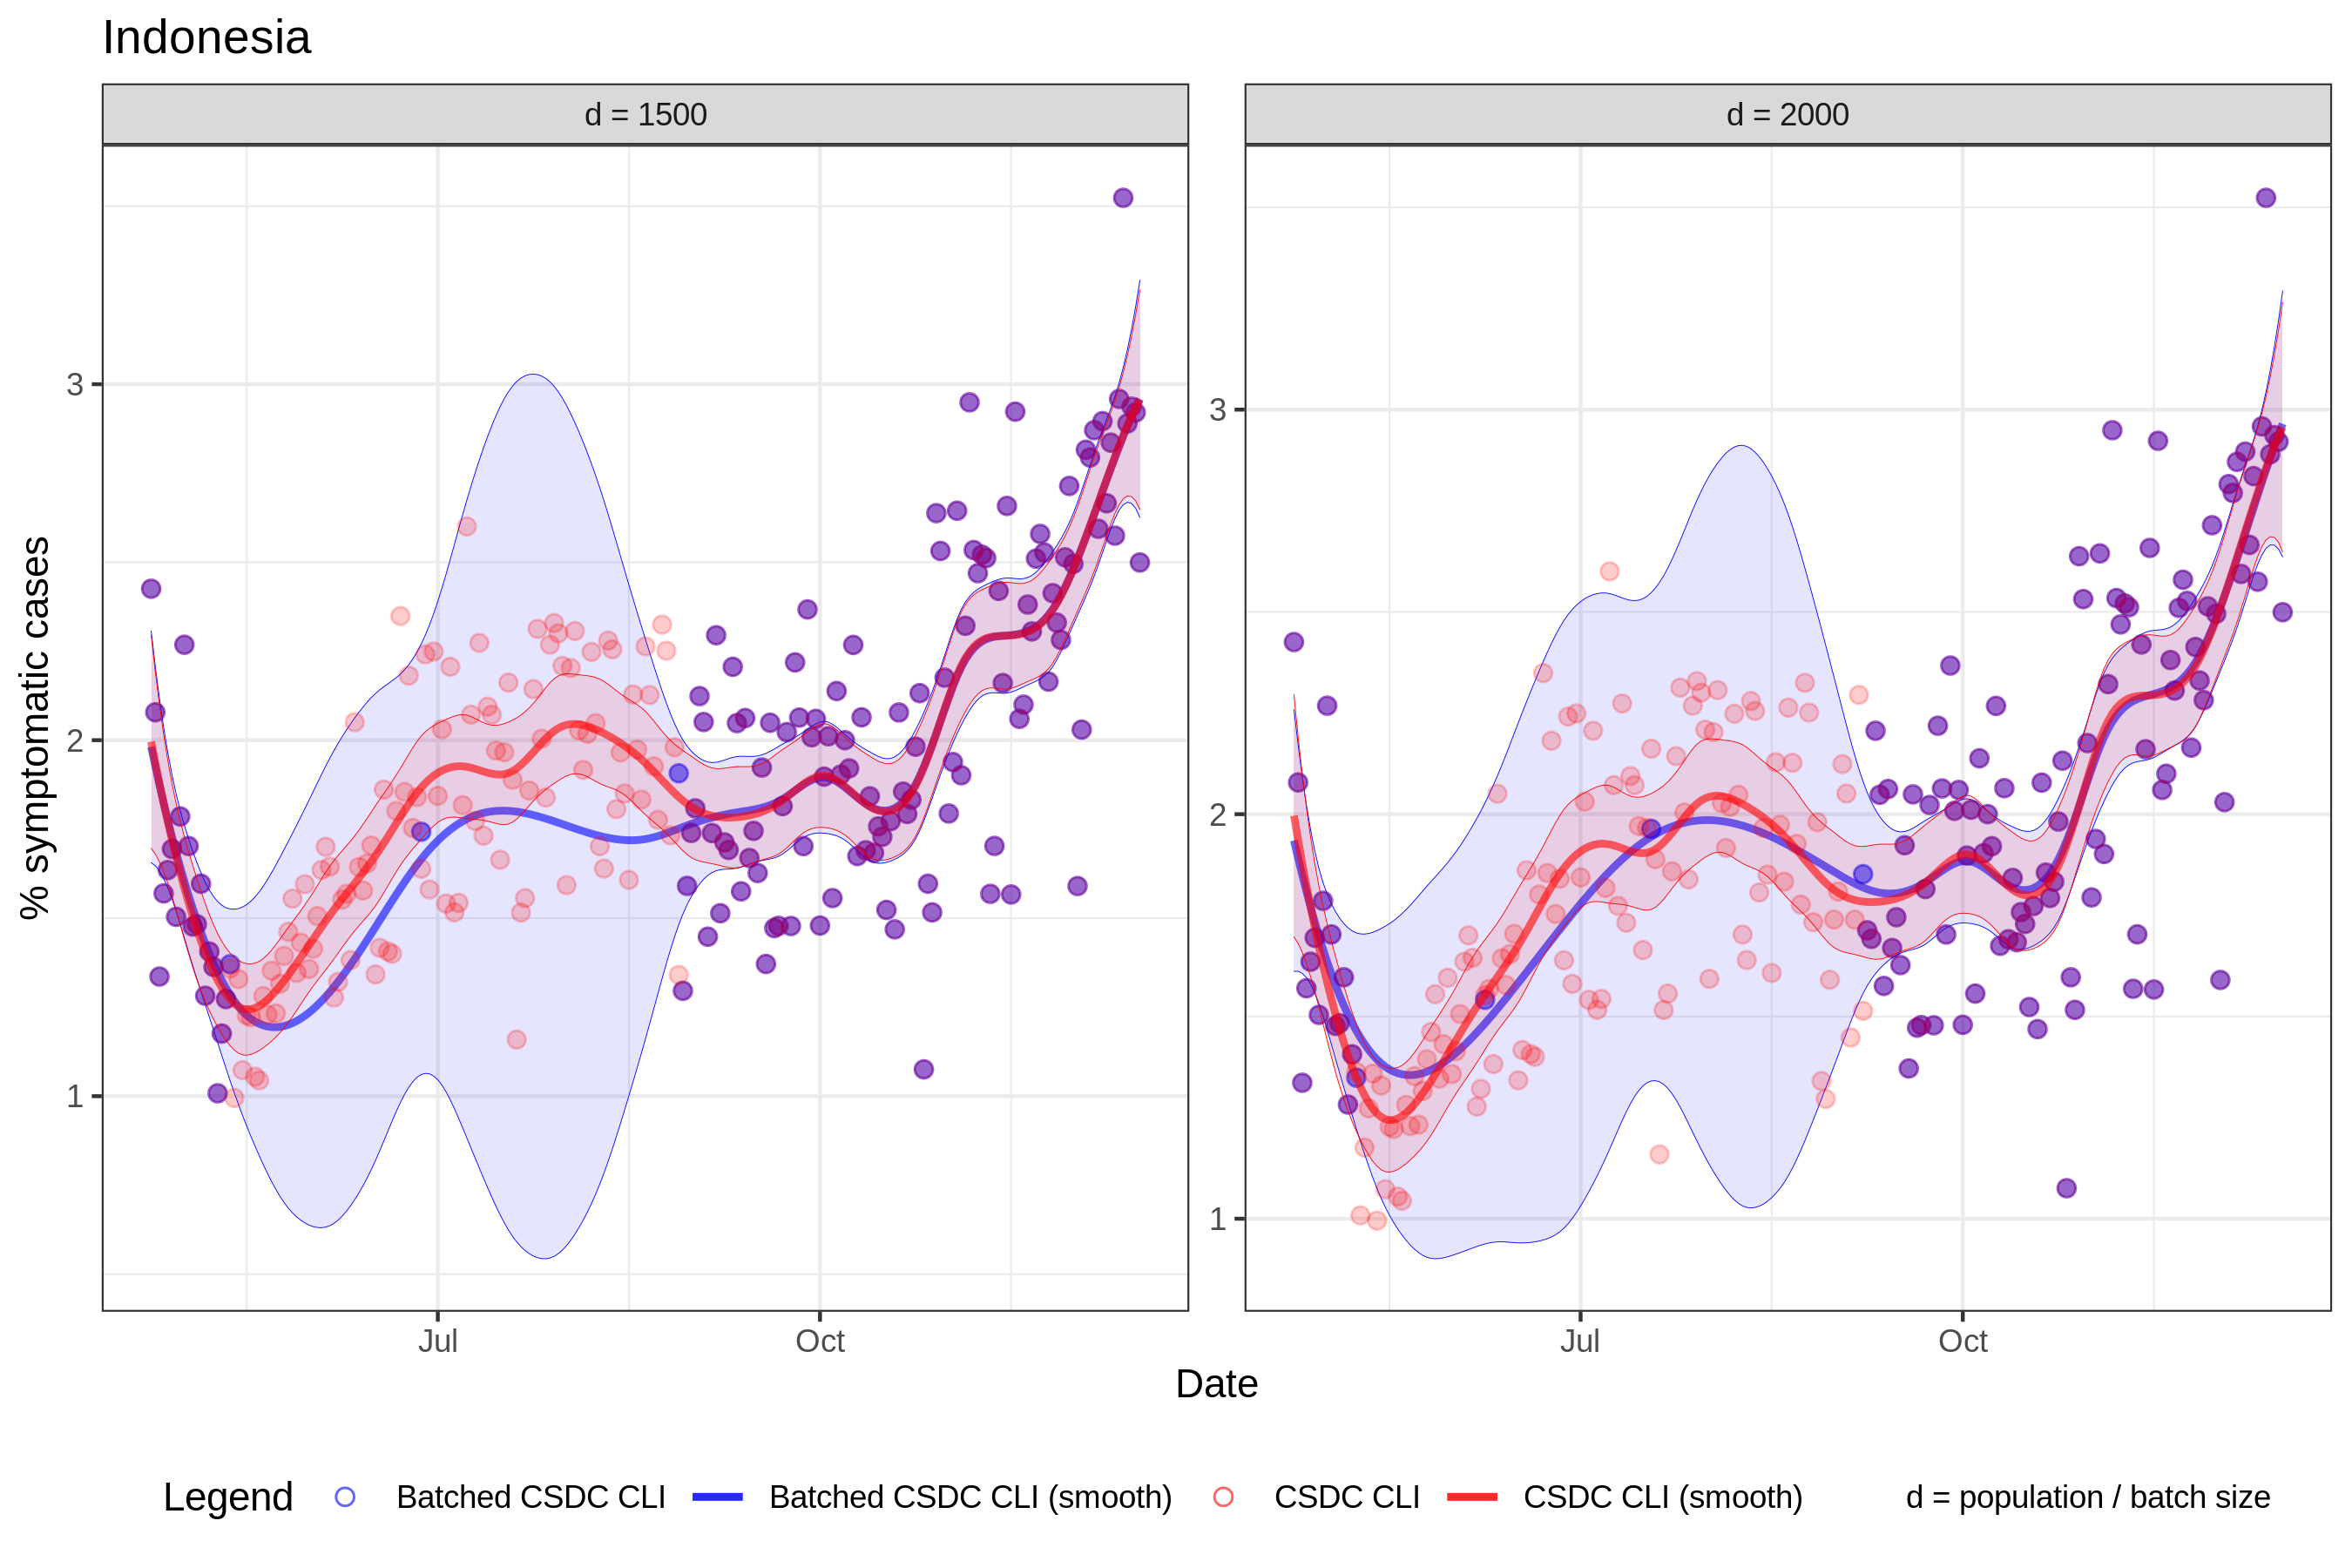 Indonesia
d = 1500
d = 2000
% symptomatic cases
3
2
1
3
2
1
Jul
Oct
Jul
Oct
Date
Legend
Batched CSDC CLI
Batched CSDC CLI (smooth)
CSDC CLI
CSDC CLI (smooth)
d = population / batch size